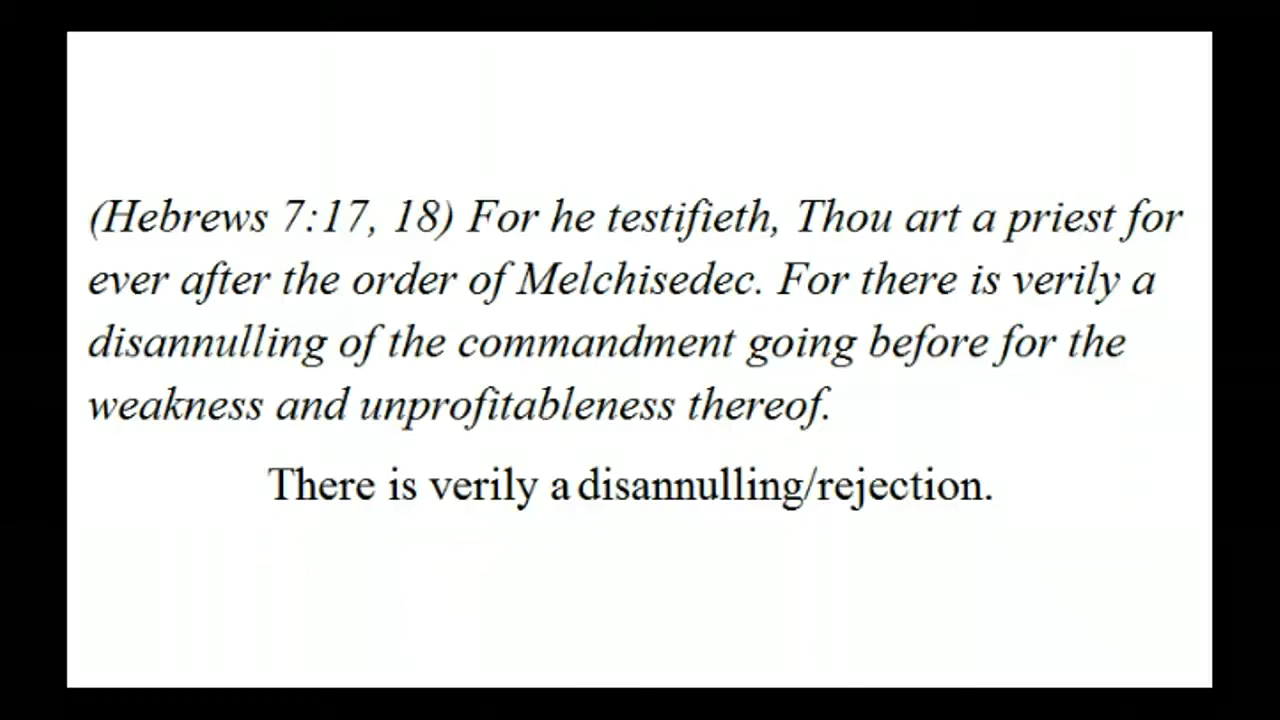 (Hebrews 7:17, 18) For he testifieth, Thou art a priest for
ever after the order of Melchisedec. For there is verily a
disannulling of the commandment going before for the
weakness and unprofitableness thereof.
There is verily a disannulling/rejection.